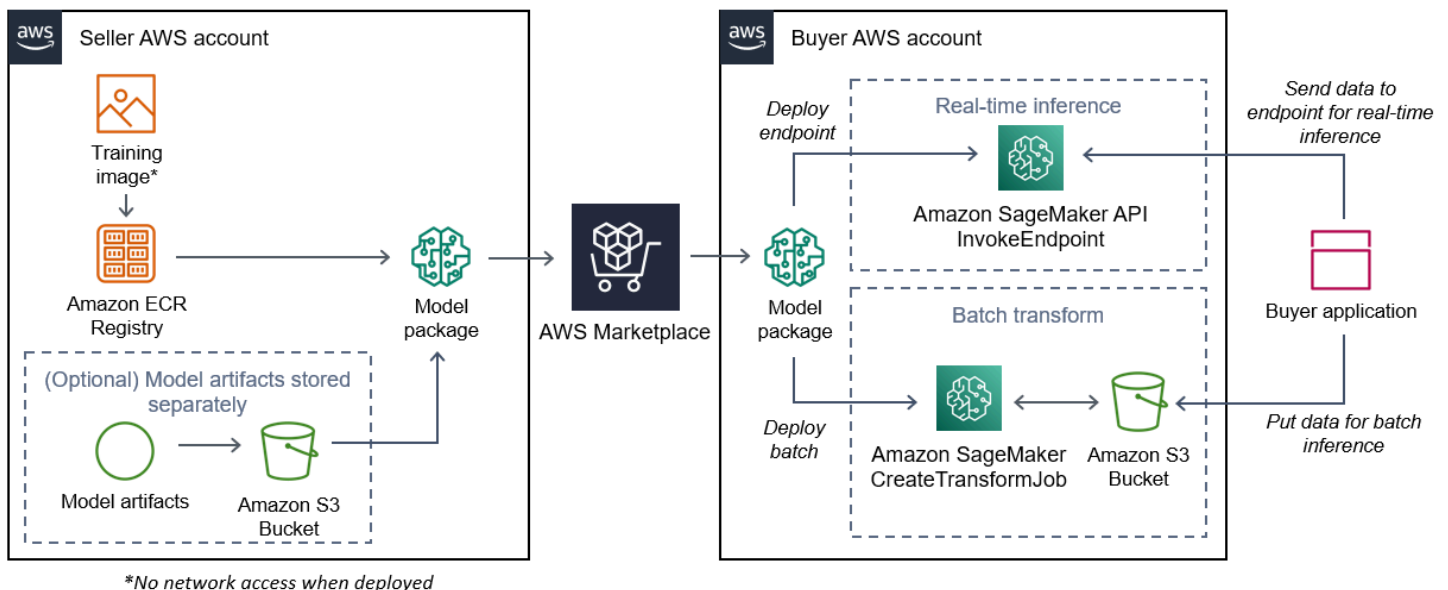 aws
Seller AWS account
Training
image*
Amazon ECR
Registry
Model
package
(Optional) Model artifacts stored
separately
Model artifacts
Amazon S3
Bucket
*No network access when deployed
AWS Marketplace
aws
Buyer AWS account
Deploy
endpoint
Model
package
Deploy
batch
Real-time inference
Amazon SageMaker API
InvokeEndpoint
Batch transform
Amazon SageMaker
CreateTransformJob
Amazon S3
Bucket
Send data to
endpoint for real-time
inference
Buyer application
Put data for batch
inference